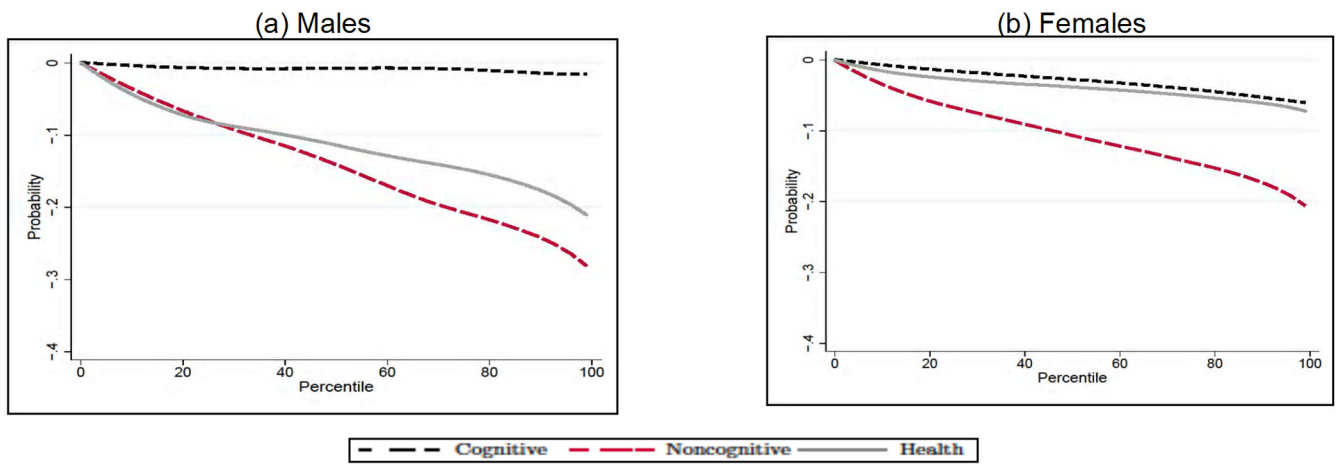 (a) Males
(b) Females
Probability
0
-.1
-.2
-.3
-.4
0 20 40 60 80 100
Percentile
Probability
0
-.1
-.2
-.3
-.4
0 20 40 60 80 100
Percentile
Cognitive Noncognitive Health